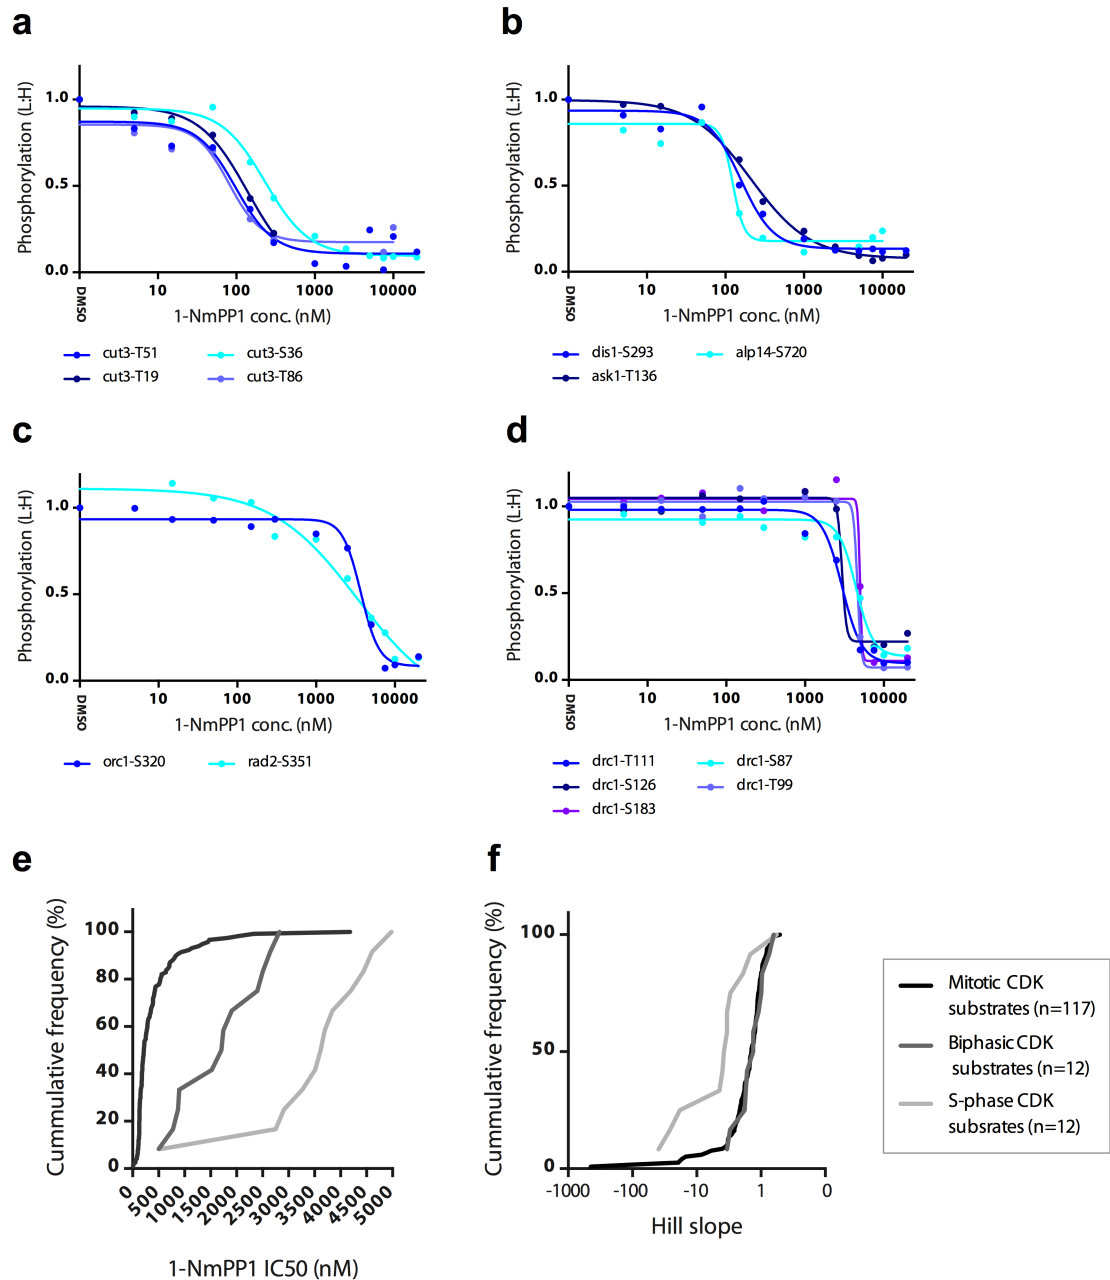 a
Phosphorylation (L:H)
1.0
0.5
0.0
DMSO
10
100
1000
10000
1-NmPP1 conc. (nM)
cut3-T51
cut3-S36
cut3-T19
cut3-T86
b
Phosphorylation (L:H)
1.0
0.5
0.0
DMSO
10
100
1000
10000
1-NmPP1 conc. (nM)
dis1-S293
alp14-S720
ask1-T136
c
Phosphorylation (L:H)
1.0
0.5
0.0
DMSO
10
100
1000
10000
1-NmPP1 conc. (nM)
orc1-S320
rad2-S351
d
Phosphorylation (L:H)
1.0
0.5
0.0
DMSO
10
100
1000
10000
1-NmPP1 conc. (nM)
drc1-T111
drc1-S87
drc1-S126
drc1-T99
drc1-S183
e
Cummulative frequency (%)
100
80
60
40
20
0
0
500
1000
1500
2000
2500
3000
3500
4000
4500
5000
1-NmPP1 IC50 (nM)
f
Cummulative frequency (%)
100
50
0
-1000
-100
-10
1
0
Hill slope
Mitotic CDK
substrates (n=117)
Biphasic CDK
substrates (n=12)
S-phase CDK
subsrates (n=12)